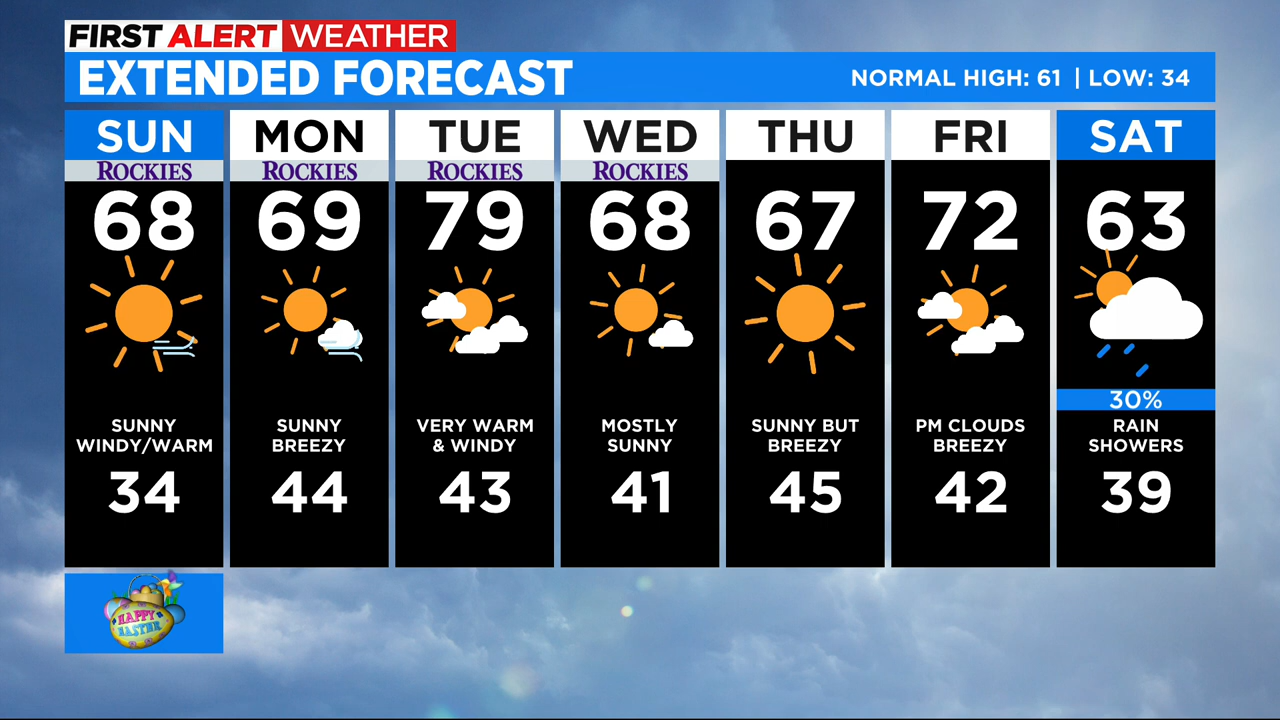 FIRST ALERT WEATHER
EXTENDED FORECAST
NORMAL HIGH: 61 | LOW: 34
SUN
ROCKIES
68
SUNNY
WINDY/WARM
34
HAPPY
EASTER
MON
ROCKIES
69
SUNNY
BREEZY
44
TUE
ROCKIES
79
VERY WARM
& WINDY
43
WED
ROCKIES
68
MOSTLY
SUNNY
41
THU
67
SUNNY BUT
BREEZY
45
FRI
72
PM CLOUDS
BREEZY
42
SAT
63
30%
RAIN
SHOWERS
39